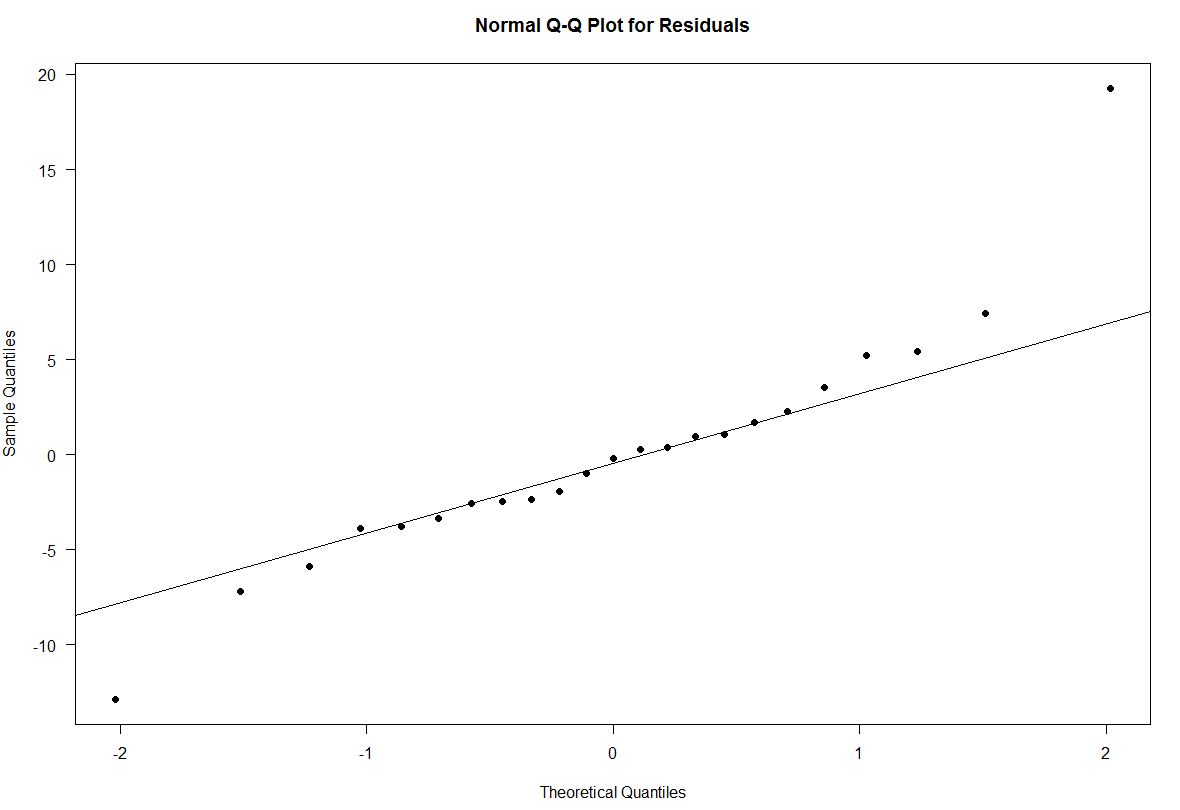 Normal Q-Q Plot for Residuals
Sample Quantiles
20
15
10
5
0
-5
-10
-2 -1 0 1 2
Theoretical Quantiles